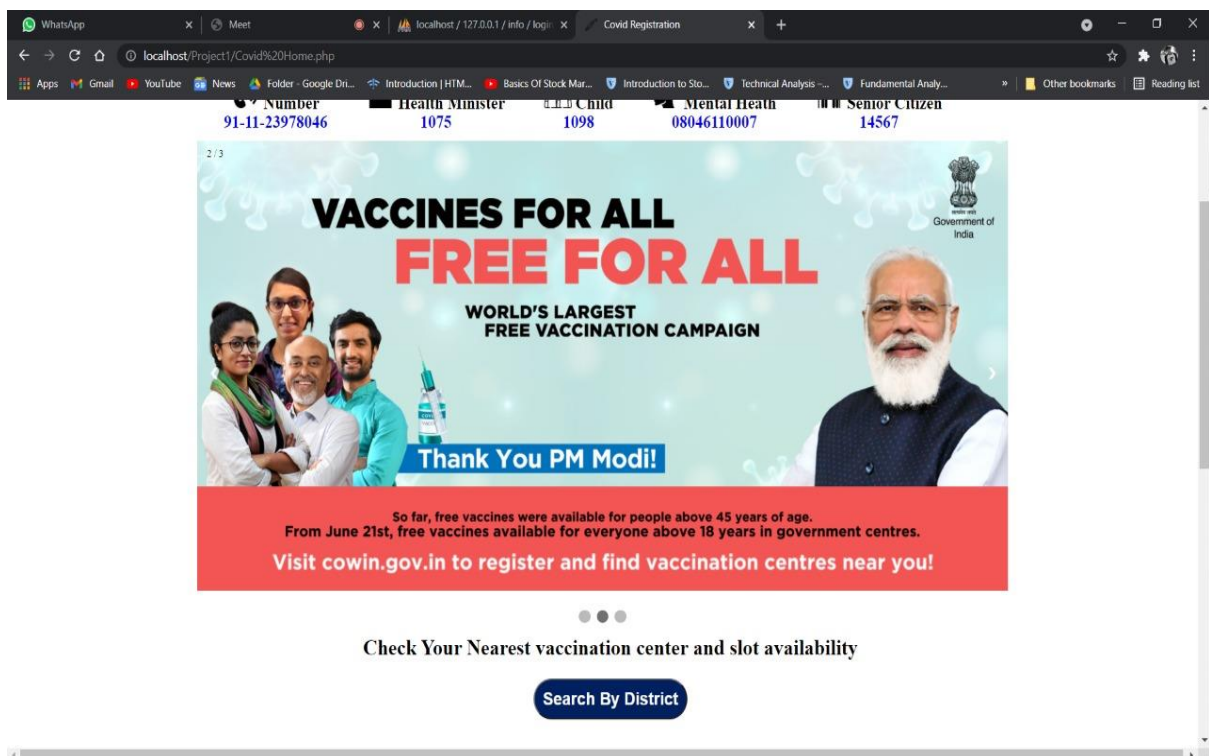 WhatsApp
Meet
localhost / 127.0.0.1 / info / login
Covid Registration
localhost/Project1/Covid%20Home.php
Apps
Gmail
YouTube
News
Folder - Google Dri...
Introduction | HTM...
Basics Of Stock Mar...
Introduction to Sto...
Technical Analysis –...
Fundamental Analy...
»
Other bookmarks
Reading list
Number
Health Minister
Child
Mental Heath
Senior Citizen
91-11-23978046
1075
1098
08046110007
14567
2 / 3
VACCINES FOR ALL
FREE FOR ALL
WORLD'S LARGEST
FREE VACCINATION CAMPAIGN
Government of
India
Thank You PM Modi!
So far, free vaccines were available for people above 45 years of age.
From June 21st, free vaccines available for everyone above 18 years in government centres.
Visit cowin.gov.in to register and find vaccination centres near you!
Check Your Nearest vaccination center and slot availability
Search By District